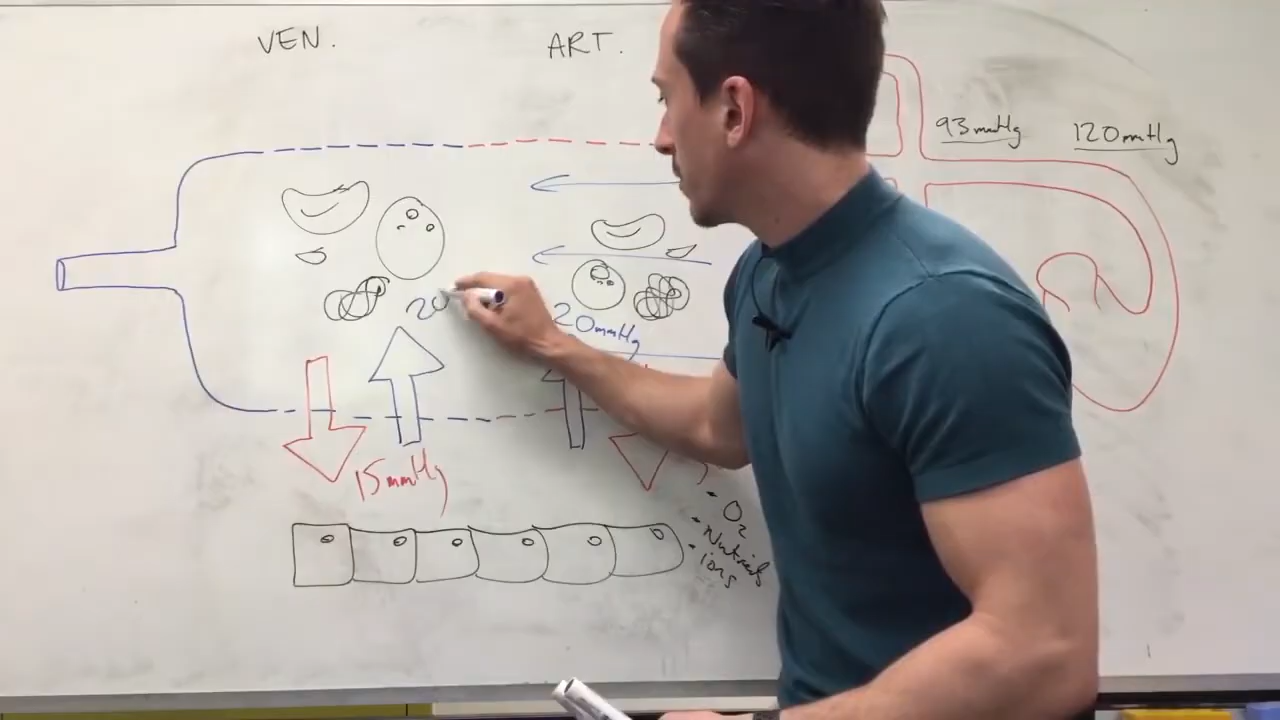 VEN.
ART.
93mmHg
120mmHg
20
20mmHg
15mmHg
• O2
• Nutrients
• ions